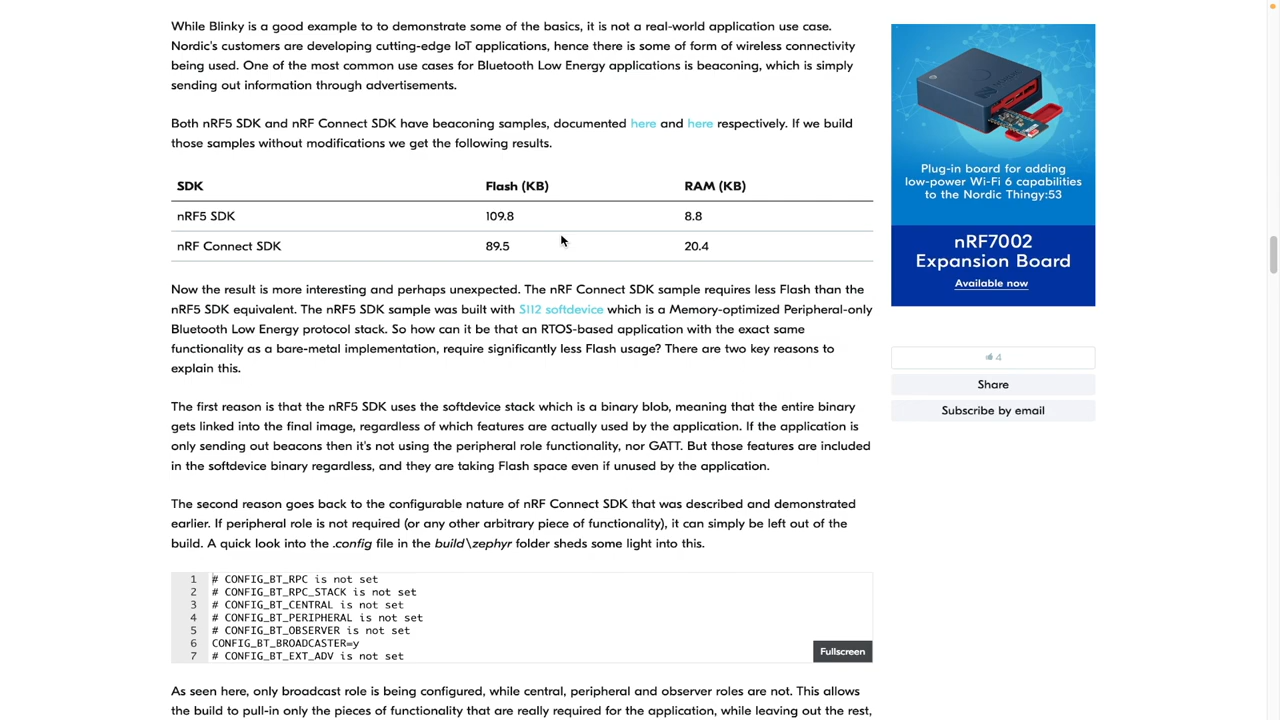 While Blinky is a good example to to demonstrate some of the basics, it is not a real-world application use case.
Nordic's customers are developing cutting-edge IoT applications, hence there is some of form of wireless connectivity
being used. One of the most common use cases for Bluetooth Low Energy applications is beaconing, which is simply
sending out information through advertisements.
Both nRF5 SDK and nRF Connect SDK have beaconing samples, documented here and here respectively. If we build
those samples without modifications we get the following results.
SDK Flash (KB) RAM (KB)
nRF5 SDK 109.8 8.8
nRF Connect SDK 89.5 20.4
Now the result is more interesting and perhaps unexpected. The nRF Connect SDK sample requires less Flash than the
nRF5 SDK equivalent. The nRF5 SDK sample was built with S112 softdevice which is a Memory-optimized Peripheral-only
Bluetooth Low Energy protocol stack. So how can it be that an RTOS-based application with the exact same
functionality as a bare-metal implementation, require significantly less Flash usage? There are two key reasons to
explain this.
The first reason is that the nRF5 SDK uses the softdevice stack which is a binary blob, meaning that the entire binary
gets linked into the final image, regardless of which features are actually used by the application. If the application is
only sending out beacons then it's not using the peripheral role functionality, nor GATT. But those features are included
in the softdevice binary regardless, and they are taking Flash space even if unused by the application.
The second reason goes back to the configurable nature of nRF Connect SDK that was described and demonstrated
earlier. If peripheral role is not required (or any other arbitrary piece of functionality), it can simply be left out of the
build. A quick look into the .config file in the build\zephyr folder sheds some light into this.
1 # CONFIG_BT_RPC is not set
2 # CONFIG_BT_RPC_STACK is not set
3 # CONFIG_BT_CENTRAL is not set
4 # CONFIG_BT_PERIPHERAL is not set
5 # CONFIG_BT_OBSERVER is not set
6 CONFIG_BT_BROADCASTER=y
7 # CONFIG_BT_EXT_ADV is not set
Fullscreen
As seen here, only broadcast role is being configured, while central, peripheral and observer roles are not. This allows
the build to pull-in only the pieces of functionality that are really required for the application, while leaving out the rest,
Plug-in board for adding
low-power Wi-Fi 6 capabilities
to the Nordic Thingy:53
nRF7002
Expansion Board
Available now
4
Share
Subscribe by email